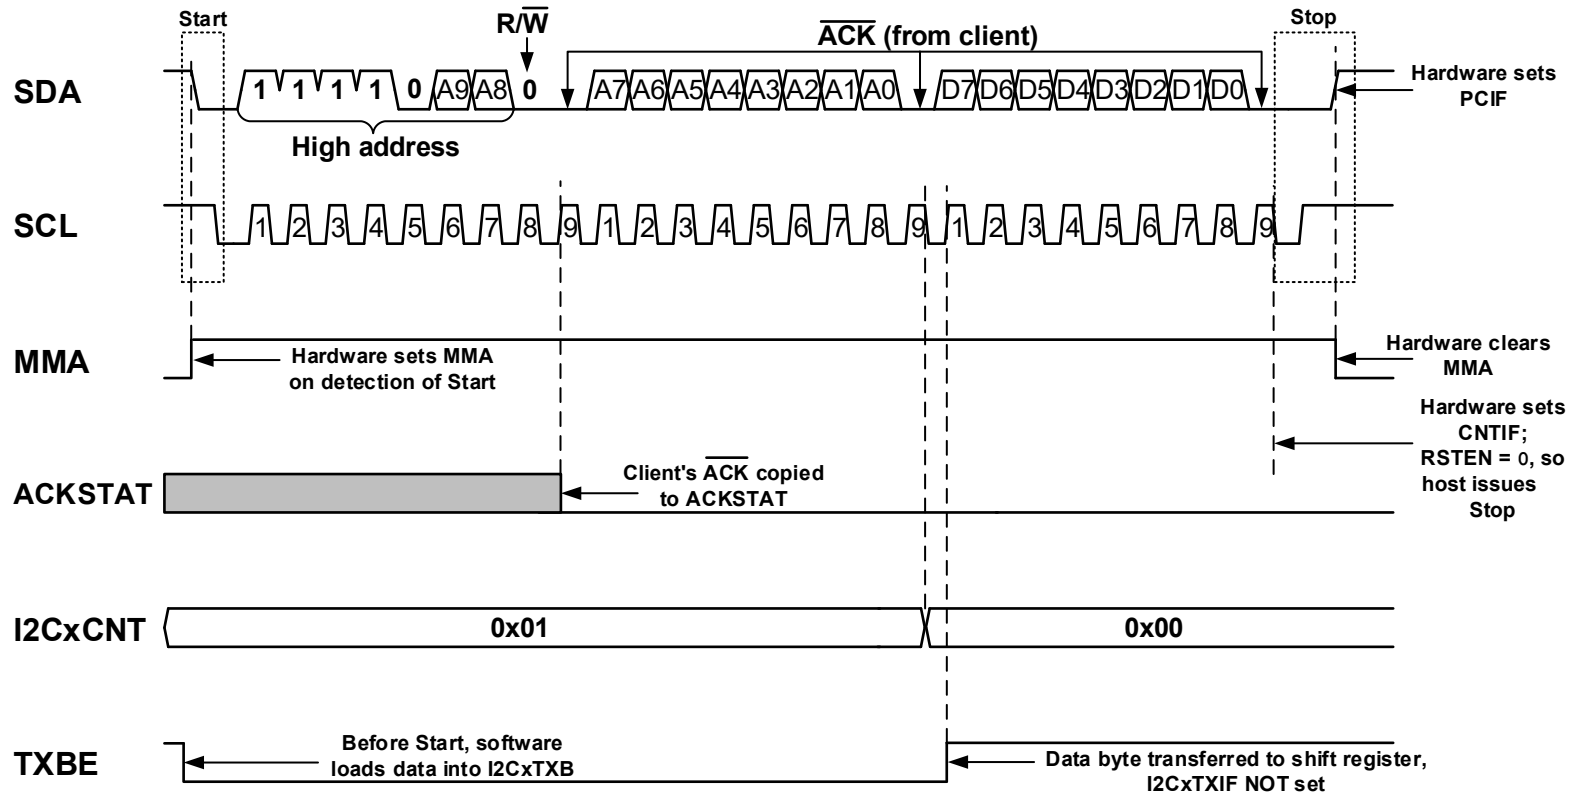 Start
R/W
ACK (from client)
Stop
SDA
1 1 1 1 0 A9 A8 0 A7 A6 A5 A4 A3 A2 A1 A0 D7 D6 D5 D4 D3 D2 D1 D0
Hardware sets
PCIF
High address
SCL
1 2 3 4 5 6 7 8 9 1 2 3 4 5 6 7 8 9 1 2 3 4 5 6 7 8 9
MMA
Hardware sets MMA
on detection of Start
Hardware clears
MMA
Hardware sets
CNTIF;
RSTEN = 0, so
host issues
Stop
ACKSTAT
Client's ACK copied
to ACKSTAT
I2CxCNT
0x01
0x00
TXBE
Before Start, software
loads data into I2CxTXB
Data byte transferred to shift register,
I2CxTXIF NOT set